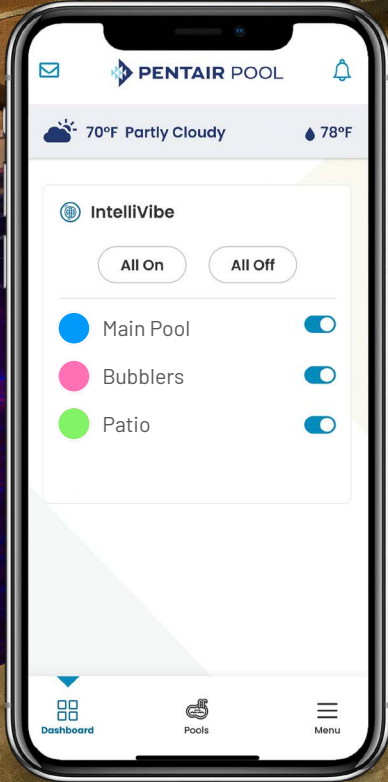 PENTAIR POOL
70°F Partly Cloudy 78°F
IntelliVibe
All On All Off
Main Pool
Bubblers
Patio
Dashboard Pools Menu